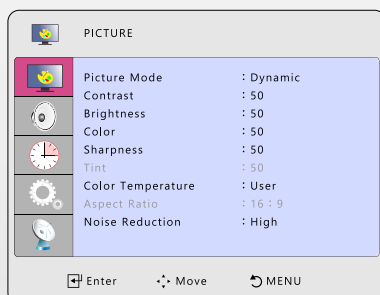 PICTURE
Picture Mode : Dynamic
Contrast : 50
Brightness : 50
Color : 50
Sharpness : 50
Tint : 50
Color Temperature : User
Aspect Ratio : 16 : 9
Noise Reduction : High
Enter Move MENU